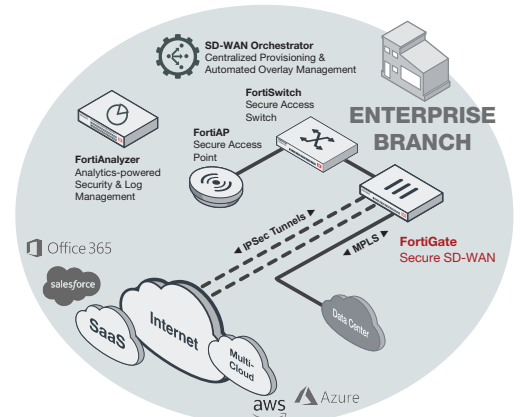 SD-WAN Orchestrator
Centralized Provisioning &
Automated Overlay Management
FortiSwitch
Secure Access
Switch
ENTERPRISE
BRANCH
FortiAP
Secure Access
Point
FortiAnalyzer
Analytics-powered
Security & Log
Management
◄ IPSec Tunnels ►
◄ MPLS ►
FortiGate
Secure SD-WAN
Office 365
salesforce
SaaS
Internet
Multi-
Cloud
Data Center
aws
Azure